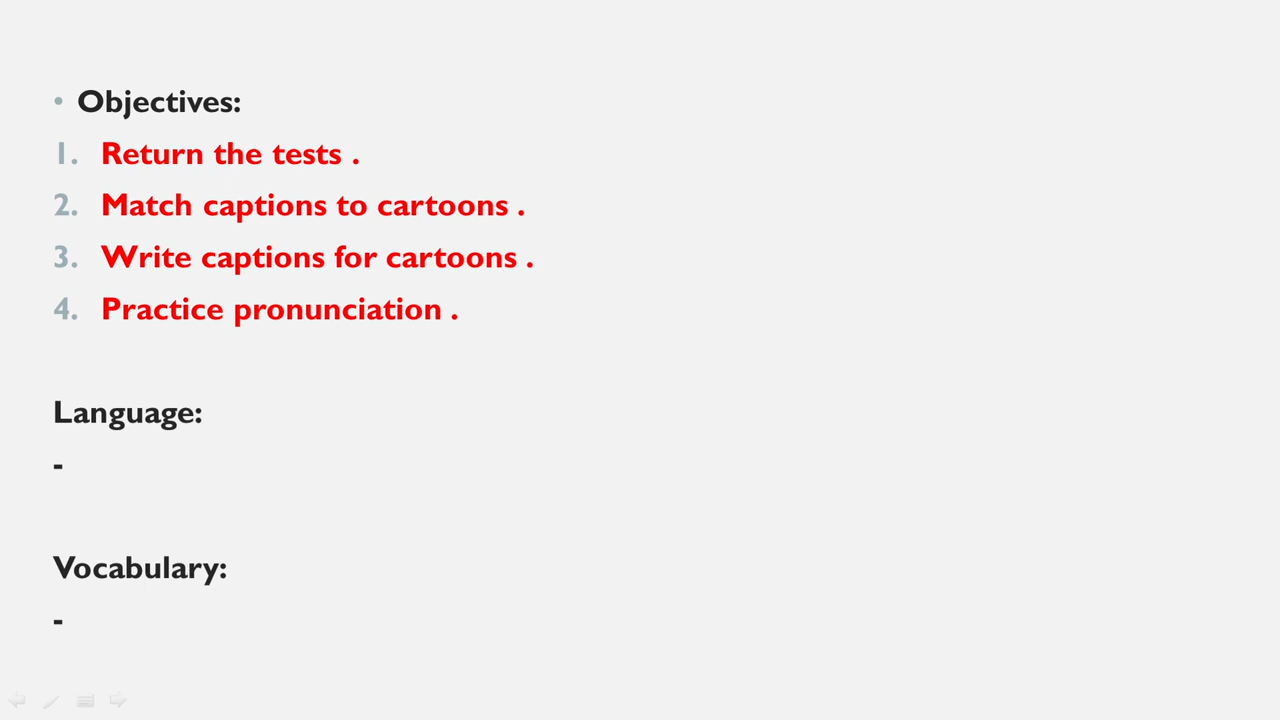 • Objectives:
1. Return the tests .
2. Match captions to cartoons .
3. Write captions for cartoons .
4. Practice pronunciation .
Language:
-
Vocabulary:
-